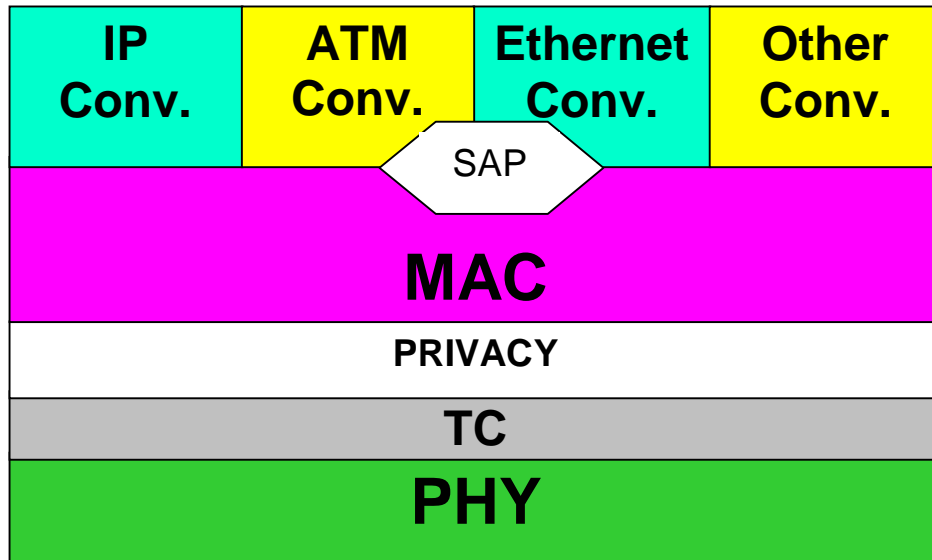 IP
Conv.
ATM
Conv.
Ethernet
Conv.
Other
Conv.
SAP
MAC
PRIVACY
TC
PHY